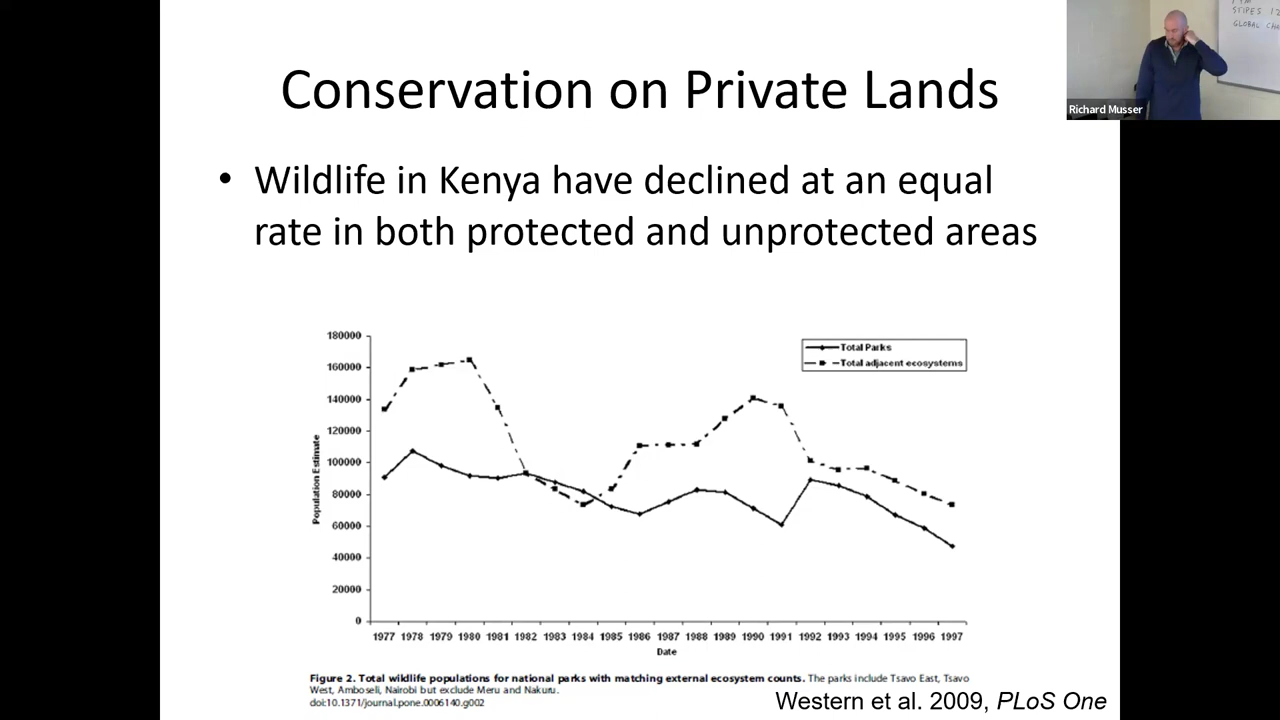 Conservation on Private Lands
STIPES 12
GLOBAL CHA
Richard Musser
• Wildlife in Kenya have declined at an equal
rate in both protected and unprotected areas
180000
160000
140000
120000
100000
80000
60000
40000
20000
0
Population Estimate
Total Parks
Total adjacent ecosystems
1977 1978 1979 1980 1981 1982 1983 1984 1985 1986 1987 1988 1989 1990 1991 1992 1993 1994 1995 1996 1997
Date
Figure 2. Total wildlife populations for national parks with matching external ecosystem counts. The parks include Tsavo East, Tsavo
West, Amboseli, Nairobi but exclude Meru and Nakuru.
doi:10.1371/journal.pone.0006140.g002
Western et al. 2009, PLoS One